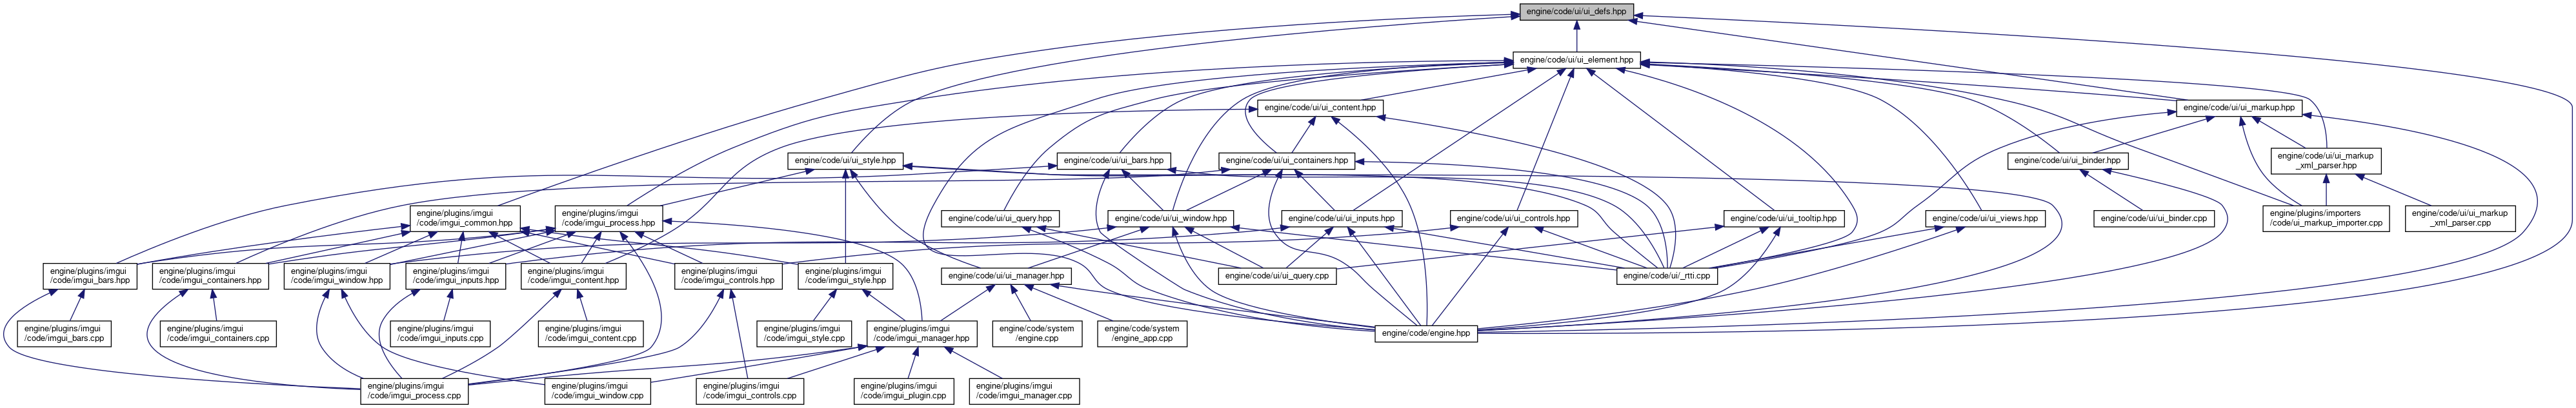 engine/code/ui/ui_defs.hpp
engine/code/ui/ui_element.hpp
engine/code/ui/ui_content.hpp
engine/code/ui/ui_markup.hpp
engine/code/ui/ui_style.hpp
engine/code/ui/ui_bars.hpp
engine/code/ui/ui_containers.hpp
engine/code/ui/ui_binder.hpp
engine/code/ui/ui_markup
_xml_parser.hpp
engine/plugins/imgui
/code/imgui_common.hpp
engine/plugins/imgui
/code/imgui_process.hpp
engine/code/ui/ui_query.hpp
engine/code/ui/ui_window.hpp
engine/code/ui/ui_inputs.hpp
engine/code/ui/ui_controls.hpp
engine/code/ui/ui_tooltip.hpp
engine/code/ui/ui_views.hpp
engine/code/ui/ui_binder.cpp
engine/plugins/importers
/code/ui_markup_importer.cpp
engine/code/ui/ui_markup
_xml_parser.cpp
engine/plugins/imgui
/code/imgui_bars.hpp
engine/plugins/imgui
/code/imgui_containers.hpp
engine/plugins/imgui
/code/imgui_window.hpp
engine/plugins/imgui
/code/imgui_inputs.hpp
engine/plugins/imgui
/code/imgui_content.hpp
engine/plugins/imgui
/code/imgui_controls.hpp
engine/plugins/imgui
/code/imgui_style.hpp
engine/code/ui/ui_manager.hpp
engine/code/ui/ui_query.cpp
engine/code/ui/_rtti.cpp
engine/plugins/imgui
/code/imgui_bars.cpp
engine/plugins/imgui
/code/imgui_containers.cpp
engine/plugins/imgui
/code/imgui_inputs.cpp
engine/plugins/imgui
/code/imgui_content.cpp
engine/plugins/imgui
/code/imgui_style.cpp
engine/plugins/imgui
/code/imgui_manager.hpp
engine/code/system
/engine.cpp
engine/code/system
/engine_app.cpp
engine/code/engine.hpp
engine/plugins/imgui
/code/imgui_process.cpp
engine/plugins/imgui
/code/imgui_window.cpp
engine/plugins/imgui
/code/imgui_controls.cpp
engine/plugins/imgui
/code/imgui_plugin.cpp
engine/plugins/imgui
/code/imgui_manager.cpp